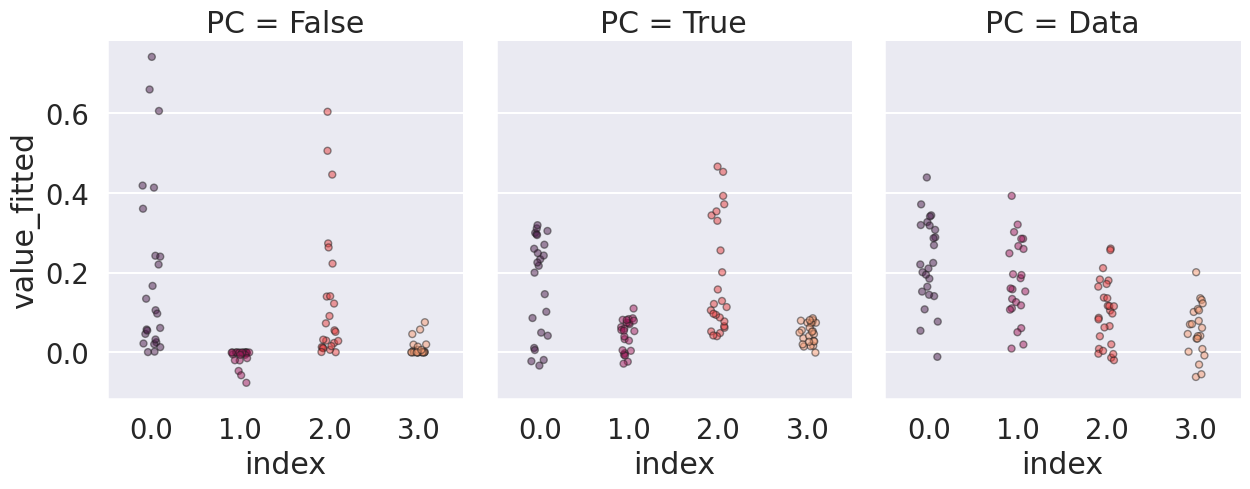 PC = False
PC = True
PC = Data
value_fitted
0.6
0.4
0.2
0.0
0.0 1.0 2.0 3.0
0.0 1.0 2.0 3.0
0.0 1.0 2.0 3.0
index
index
index